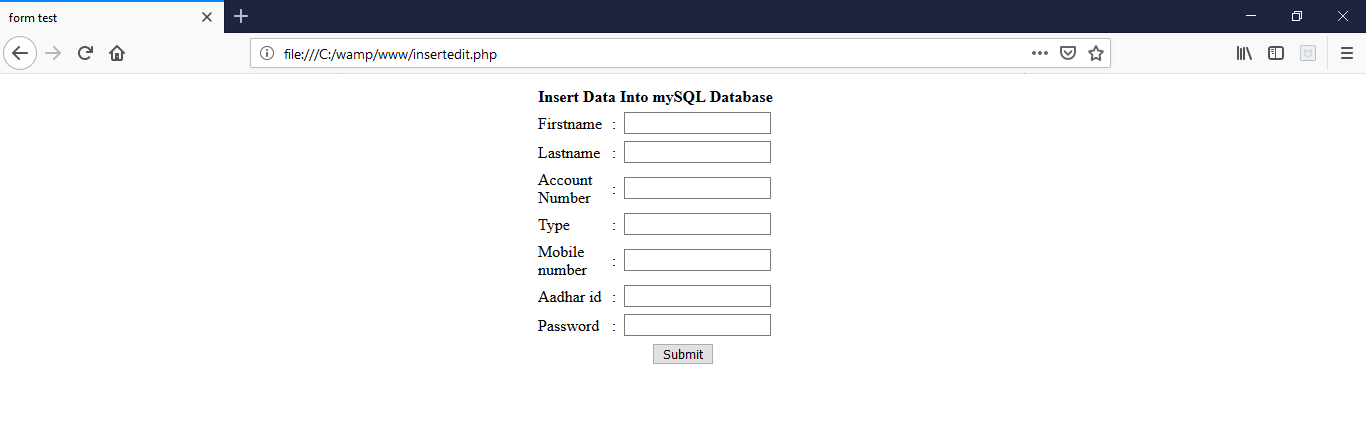 form test
file:///C:/wamp/www/insertedit.php
Insert Data Into mySQL Database
Firstname :
Lastname :
Account
Number :
Type :
Mobile
number :
Aadhar id :
Password :
Submit